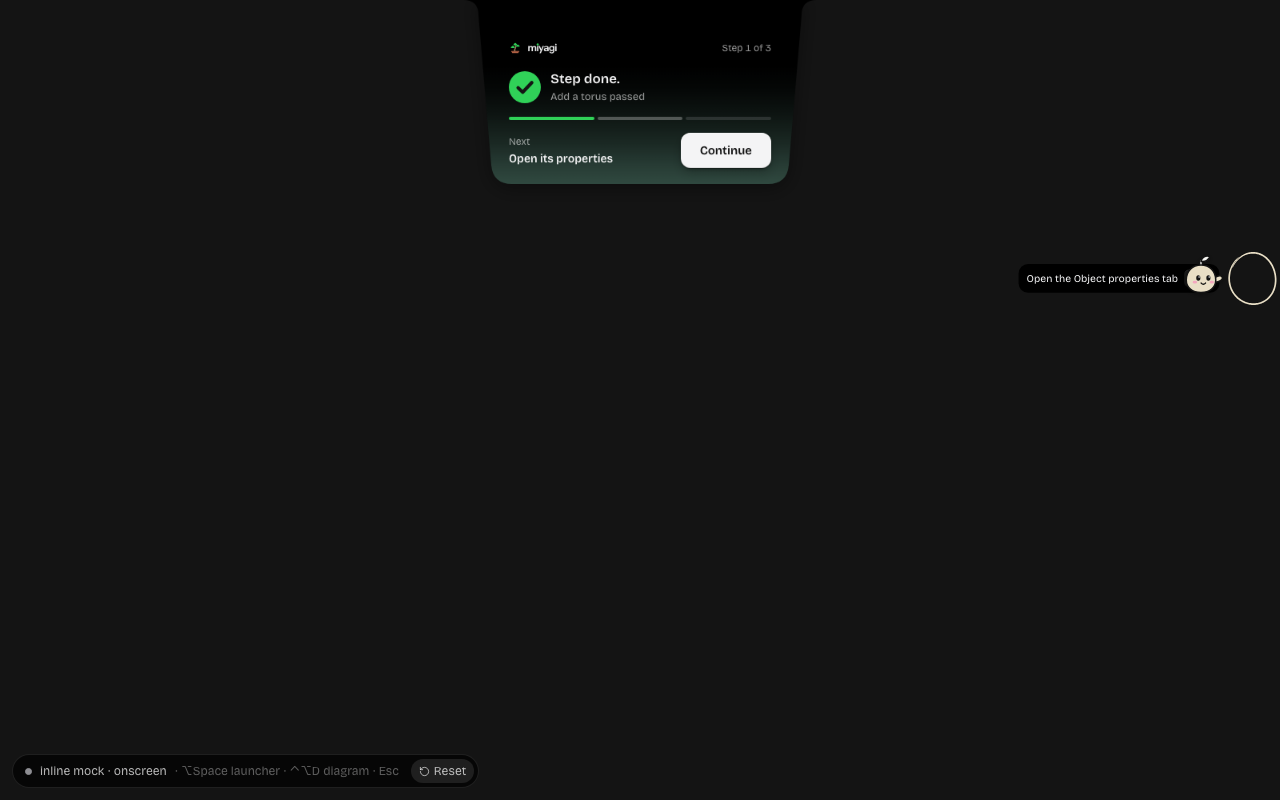 miyagi
Step 1 of 3
Step done.
Add a torus passed
Next
Open its properties
Continue
Open the Object properties tab
inline mock · onscreen · ⌥Space launcher · ^⌥D diagram · Esc
Reset